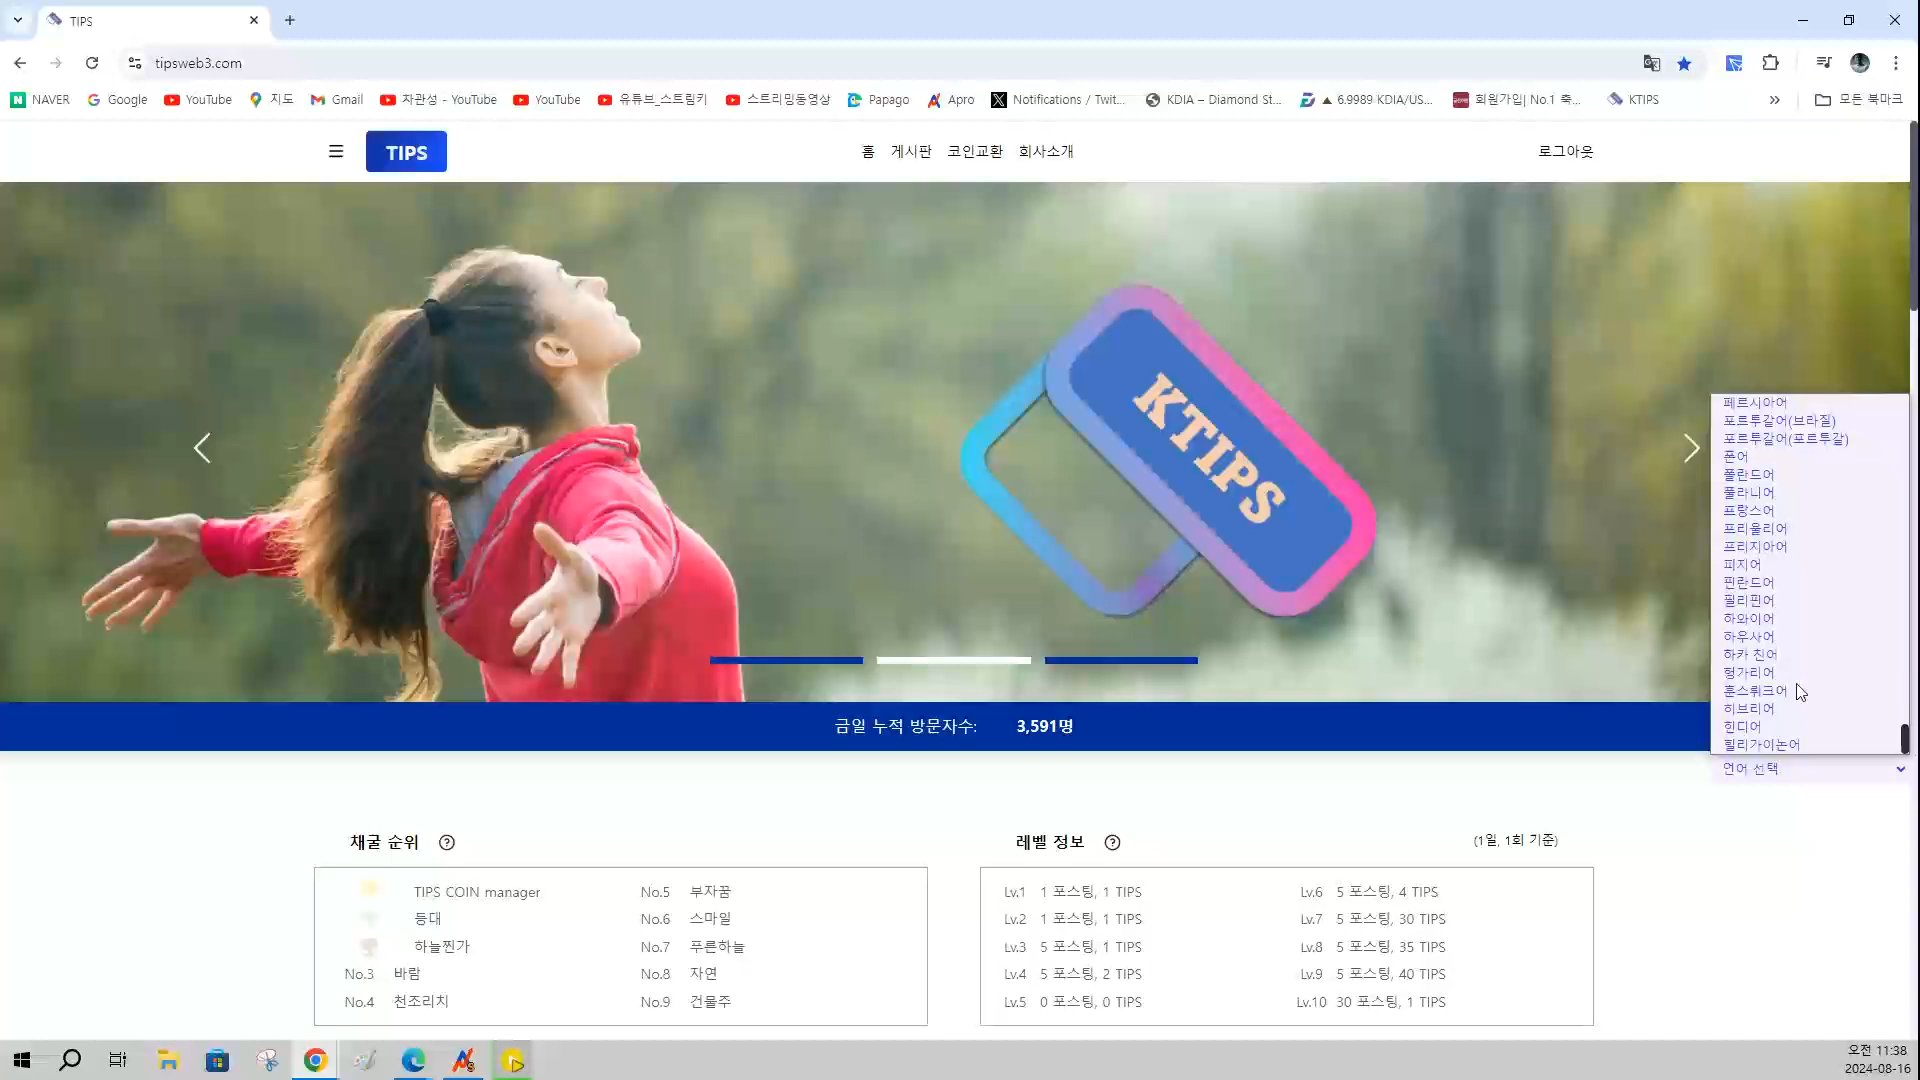 TIPS
tipsweb3.com
NAVER
Google
YouTube
지도
Gmail
자관성 - YouTube
YouTube
유튜브_스트림키
스트리밍동영상
Papago
Apro
Notifications / Twit...
KDIA – Diamond St...
▲ 6.9989 KDIA/US...
회원가입| No.1 축...
KTIPS
모든 북마크
TIPS
홈 게시판 코인교환 회사소개
로그아웃
KTIPS
페르시아어
포르투갈어(브라질)
포르투갈어(포르투갈)
폰어
폴란드어
풀라니어
프랑스어
프리울리어
프리지아어
피지어
핀란드어
필리핀어
하와이어
하우사어
하카 친어
헝가리어
훈스뤼크어
히브리어
힌디어
힐리가이논어
언어 선택
금일 누적 방문자수: 3,591명
채굴 순위
TIPS COIN manager
등대
하늘찐가
No.3 바람
No.4 천조리치
No.5 부자꿈
No.6 스마일
No.7 푸른하늘
No.8 자연
No.9 건물주
레벨 정보
(1일, 1회 기준)
Lv.1 1 포스팅, 1 TIPS
Lv.2 1 포스팅, 1 TIPS
Lv.3 5 포스팅, 1 TIPS
Lv.4 5 포스팅, 2 TIPS
Lv.5 0 포스팅, 0 TIPS
Lv.6 5 포스팅, 4 TIPS
Lv.7 5 포스팅, 30 TIPS
Lv.8 5 포스팅, 35 TIPS
Lv.9 5 포스팅, 40 TIPS
Lv.10 30 포스팅, 1 TIPS
오전 11:38
2024-08-16